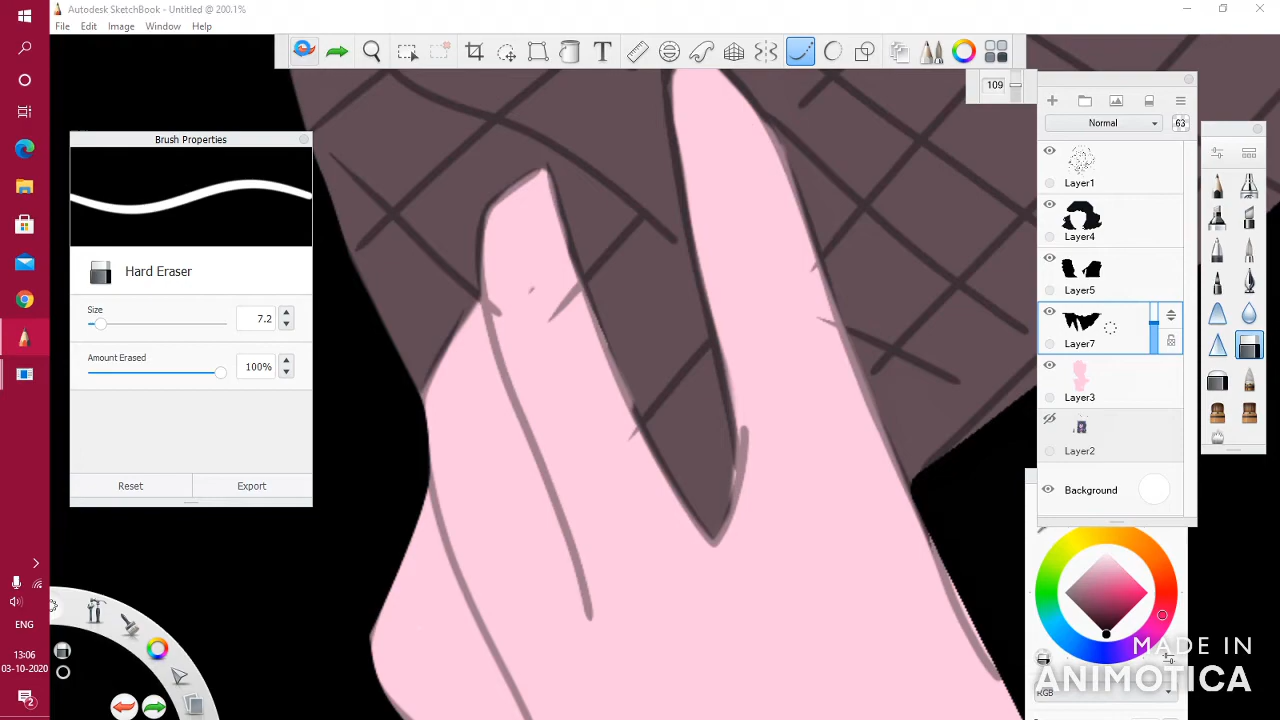 Autodesk SketchBook - Untitled @ 200.1%
File Edit Image Window Help
T
109
Brush Properties
Normal
63
Layer1
Layer4
Hard Eraser
Layer5
Size
7.2
Layer7
Amount Erased
100%
Layer3
Layer2
Reset Export
Background
ENG
13:06
03-10-2020
2
MADE IN
ANIMOTICA
RGB